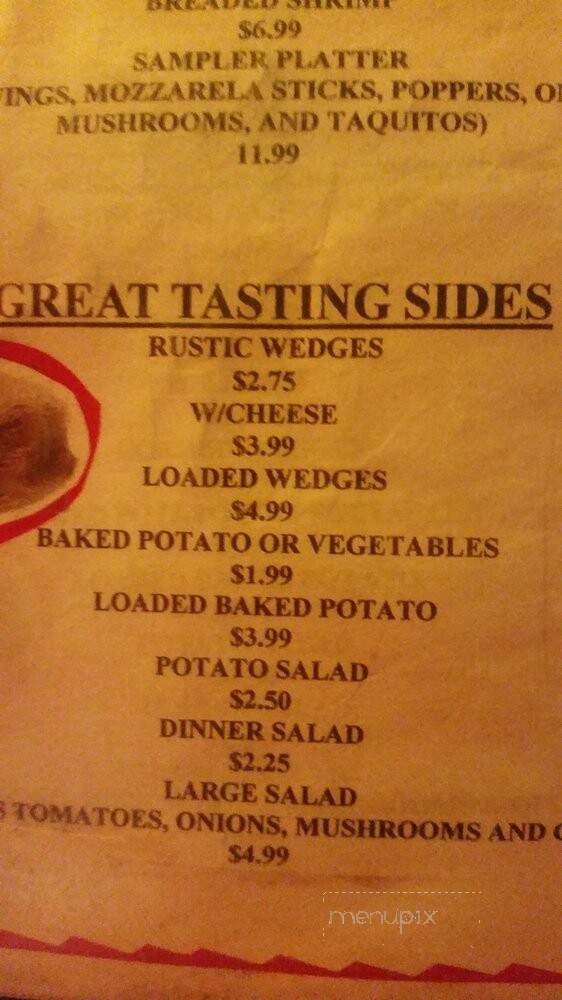 BREADED SHRIMP
$6.99
SAMPLER PLATTER
MOZZARELA STICKS, POPPERS,
MUSHROOMS, AND TAQUITOS)
11.99
GREAT TASTING SIDES
RUSTIC WEDGES
$2.75
W/CHEESE
$3.99
LOADED WEDGES
$4.99
BAKED POTATO OR VEGETABLES
$1.99
LOADED BAKED POTATO
$3.99
POTATO SALAD
$2.50
DINNER SALAD
$2.25
LARGE SALAD
TOMATOES, ONIONS, MUSHROOMS AND
$4.99
menupix